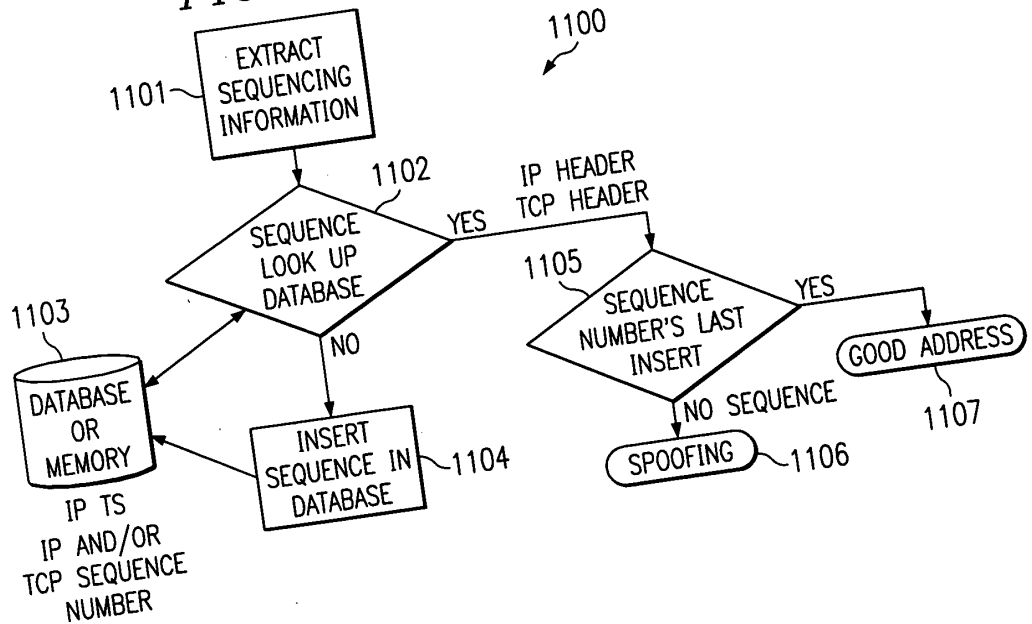 1100
EXTRACT
SEQUENCING
INFORMATION
1101
1102
SEQUENCE
LOOK UP
DATABASE
YES
IP HEADER
TCP HEADER
NO
1103
DATABASE
OR
MEMORY
IP TS
IP AND/OR
TCP SEQUENCE
NUMBER
INSERT
SEQUENCE IN
DATABASE
1104
1105
SEQUENCE
NUMBER'S LAST
INSERT
YES
GOOD ADDRESS
1107
NO SEQUENCE
SPOOFING
1106